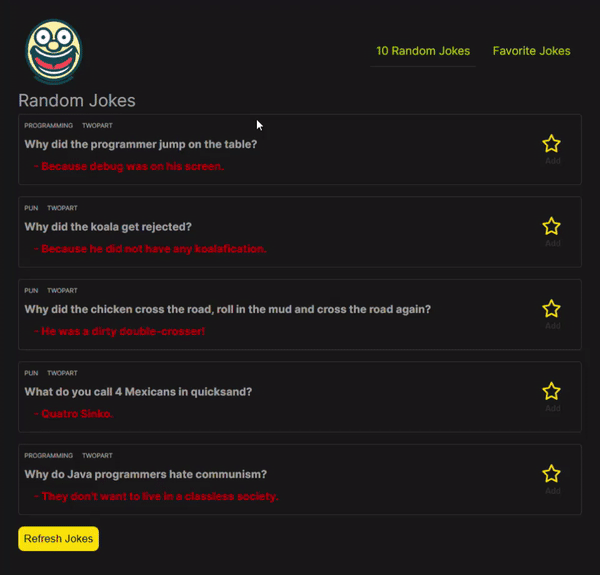 10 Random Jokes
Favorite Jokes
Random Jokes
PROGRAMMING TWOPART
Why did the programmer jump on the table?
- Because debug was on his screen.
Add
PUN TWOPART
Why did the koala get rejected?
- Because he did not have any koalafication.
Add
PUN TWOPART
Why did the chicken cross the road, roll in the mud and cross the road again?
- He was a dirty double-crosser!
Add
PUN TWOPART
What do you call 4 Mexicans in quicksand?
- Quatro Sinko.
Add
PROGRAMMING TWOPART
Why do Java programmers hate communism?
- They don't want to live in a classless society.
Add
Refresh Jokes